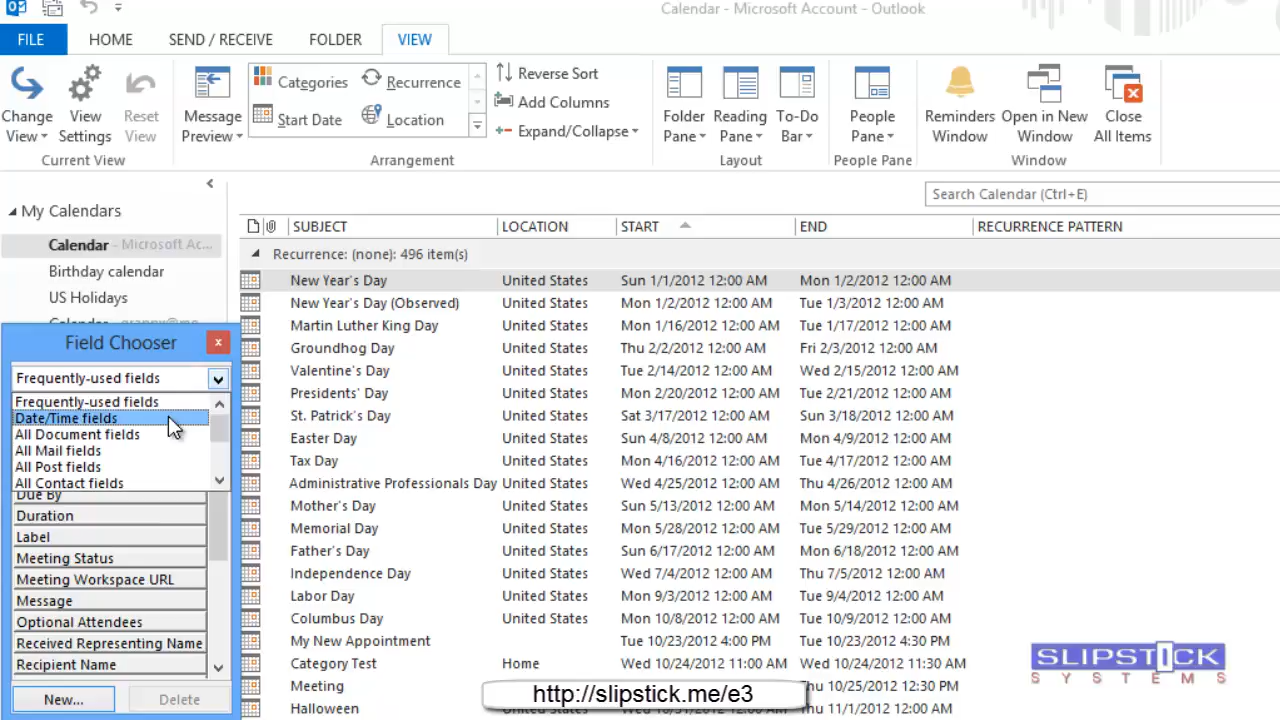 Calendar - Microsoft Account - Outlook
FILE HOME SEND / RECEIVE FOLDER VIEW
Change View
View Settings
Reset View
Current View
Message Preview
Categories Recurrence
Start Date Location
Reverse Sort
Add Columns
Expand/Collapse
Arrangement
Folder Pane
Reading Pane
To-Do Bar
Layout
People Pane
People Pane
Reminders Window
Open in New Window
Close All Items
Window
My Calendars
Calendar - Microsoft Ac...
Birthday calendar
US Holidays
Field Chooser
Frequently-used fields
Frequently-used fields
Date/Time fields
All Document fields
All Mail fields
All Post fields
All Contact fields
Due By
Duration
Label
Meeting Status
Meeting Workspace URL
Message
Optional Attendees
Received Representing Name
Recipient Name
New... Delete
Search Calendar (Ctrl+E)
SUBJECT LOCATION START END RECURRENCE PATTERN
Recurrence: (none): 496 item(s)
New Year's Day United States Sun 1/1/2012 12:00 AM Mon 1/2/2012 12:00 AM
New Year's Day (Observed) United States Mon 1/2/2012 12:00 AM Tue 1/3/2012 12:00 AM
Martin Luther King Day United States Mon 1/16/2012 12:00 AM Tue 1/17/2012 12:00 AM
Groundhog Day United States Thu 2/2/2012 12:00 AM Fri 2/3/2012 12:00 AM
Valentine's Day United States Tue 2/14/2012 12:00 AM Wed 2/15/2012 12:00 AM
Presidents' Day United States Mon 2/20/2012 12:00 AM Tue 2/21/2012 12:00 AM
St. Patrick's Day United States Sat 3/17/2012 12:00 AM Sun 3/18/2012 12:00 AM
Easter Day United States Sun 4/8/2012 12:00 AM Mon 4/9/2012 12:00 AM
Tax Day United States Mon 4/16/2012 12:00 AM Tue 4/17/2012 12:00 AM
Administrative Professionals Day United States Wed 4/25/2012 12:00 AM Thu 4/26/2012 12:00 AM
Mother's Day United States Sun 5/13/2012 12:00 AM Mon 5/14/2012 12:00 AM
Memorial Day United States Mon 5/28/2012 12:00 AM Tue 5/29/2012 12:00 AM
Father's Day United States Sun 6/17/2012 12:00 AM Mon 6/18/2012 12:00 AM
Independence Day United States Wed 7/4/2012 12:00 AM Thu 7/5/2012 12:00 AM
Labor Day United States Mon 9/3/2012 12:00 AM Tue 9/4/2012 12:00 AM
Columbus Day United States Mon 10/8/2012 12:00 AM Tue 10/9/2012 12:00 AM
My New Appointment Tue 10/23/2012 4:00 PM Tue 10/23/2012 4:30 PM
Category Test Home Wed 10/24/2012 11:00 AM Wed 10/24/2012 11:30 AM
Meeting 10/25/2012 12:30 PM
Halloween 11/1/2012 12:00 AM
http://slipstick.me/e3
SLIPSTICK
SYSTEMS